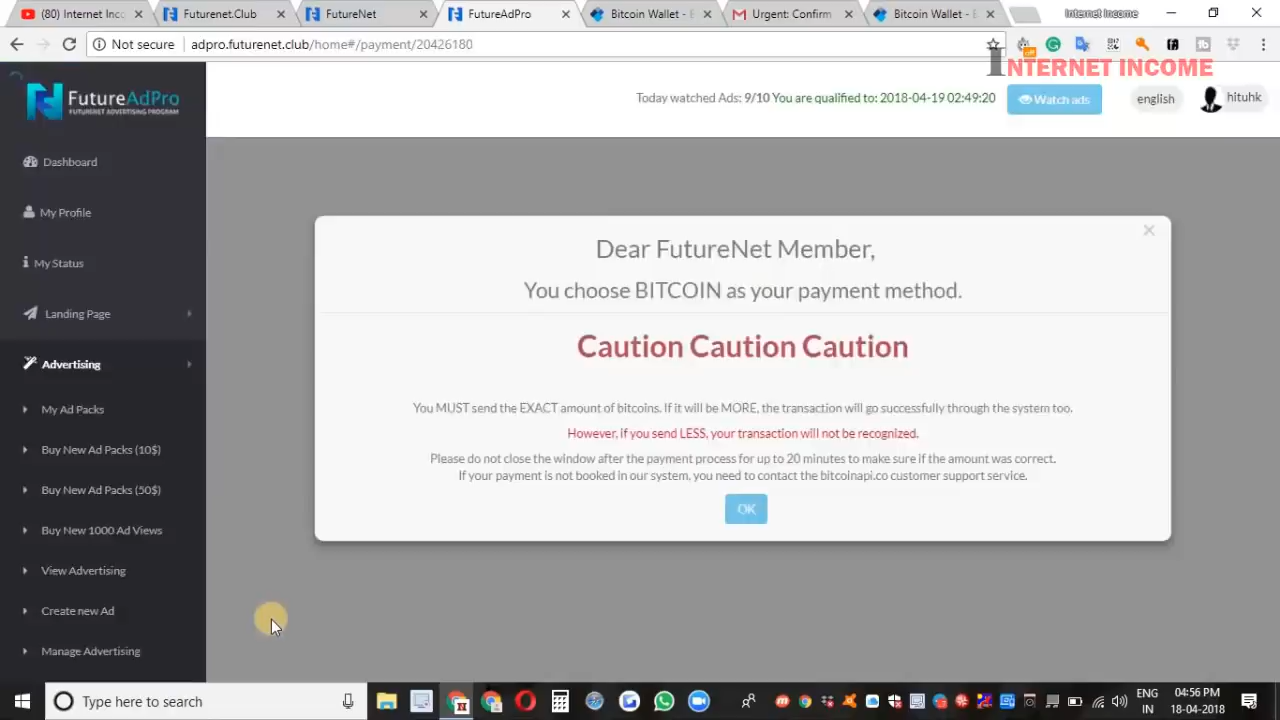 (80) Internet Inc
Futurenet.Club
FutureNet
FutureAdPro
Bitcoin Wallet - E
Urgent: Confirm
Bitcoin Wallet - E
Internet Income
Not secure
adpro.futurenet.club/home#/payment/20426180
INTERNET INCOME
FutureAdPro
FUTURENET ADVERTISING PROGRAM
Today watched Ads: 9/10 You are qualified to: 2018-04-19 02:49:20
Watch ads
english
hituhk
Dashboard
My Profile
My Status
Landing Page
Advertising
My Ad Packs
Buy New Ad Packs (10$)
Buy New Ad Packs (50$)
Buy New 1000 Ad Views
View Advertising
Create new Ad
Manage Advertising
Dear FutureNet Member,
You choose BITCOIN as your payment method.
Caution Caution Caution
You MUST send the EXACT amount of bitcoins. If it will be MORE, the transaction will go successfully through the system too.
However, if you send LESS, your transaction will not be recognized.
Please do not close the window after the payment process for up to 20 minutes to make sure if the amount was correct.
If your payment is not booked in our system, you need to contact the bitcoinapi.co customer support service.
OK
Type here to search
ENG
IN
04:56 PM
18-04-2018